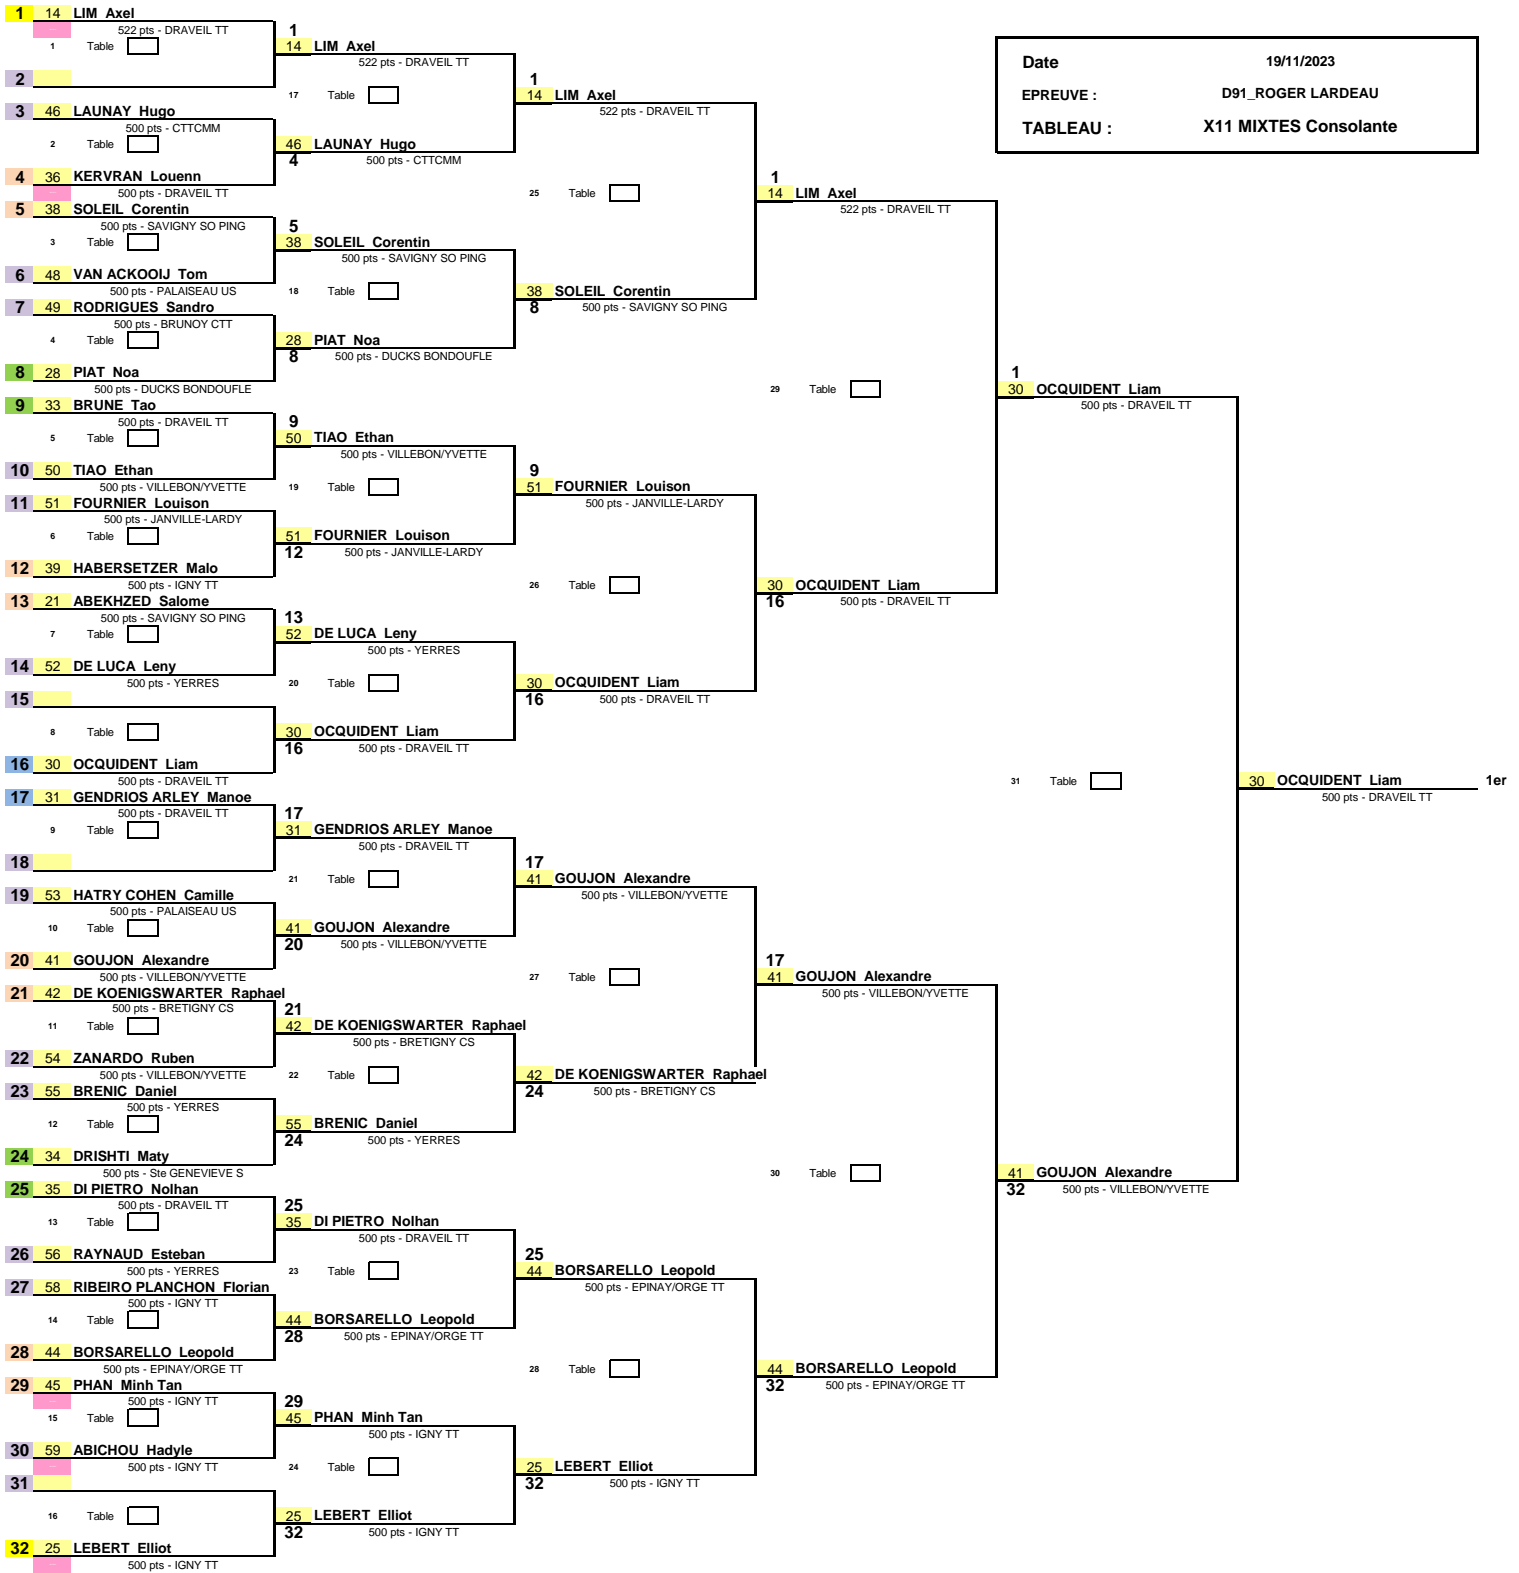 Date 19/11/2023
EPREUVE : D91_ROGER LARDEAU
TABLEAU : X11 MIXTES Consolante
1 14 LIM Axel
522 pts - DRAVEIL TT
1 Table
2
3 46 LAUNAY Hugo
500 pts - CTTCMM
2 Table
4 36 KERVRAN Louenn
500 pts - DRAVEIL TT
5 38 SOLEIL Corentin
500 pts - SAVIGNY SO PING
3 Table
6 48 VAN ACKOOIJ Tom
500 pts - PALAISEAU US
7 49 RODRIGUES Sandro
500 pts - BRUNOY CTT
4 Table
8 28 PIAT Noa
500 pts - DUCKS BONDOUFLE
9 33 BRUNE Tao
500 pts - DRAVEIL TT
5 Table
10 50 TIAO Ethan
500 pts - VILLEBON/YVETTE
11 51 FOURNIER Louison
500 pts - JANVILLE-LARDY
6 Table
12 39 HABERSETZER Malo
500 pts - IGNY TT
13 21 ABEKHZED Salome
500 pts - SAVIGNY SO PING
7 Table
14 52 DE LUCA Leny
500 pts - YERRES
15
8 Table
16 30 OCQUIDENT Liam
500 pts - DRAVEIL TT
17 31 GENDRIOS ARLEY Manoe
500 pts - DRAVEIL TT
9 Table
18
19 53 HATRY COHEN Camille
500 pts - PALAISEAU US
10 Table
20 41 GOUJON Alexandre
500 pts - VILLEBON/YVETTE
21 42 DE KOENIGSWARTER Raphael
500 pts - BRETIGNY CS
11 Table
22 54 ZANARDO Ruben
500 pts - VILLEBON/YVETTE
23 55 BRENIC Daniel
500 pts - YERRES
12 Table
24 34 DRISHTI Maty
500 pts - Ste GENEVIEVE S
25 35 DI PIETRO Nolhan
500 pts - DRAVEIL TT
13 Table
26 56 RAYNAUD Esteban
500 pts - YERRES
27 58 RIBEIRO PLANCHON Florian
500 pts - IGNY TT
14 Table
28 44 BORSARELLO Leopold
500 pts - EPINAY/ORGE TT
29 45 PHAN Minh Tan
500 pts - IGNY TT
15 Table
30 59 ABICHOU Hadyle
500 pts - IGNY TT
31
16 Table
32 25 LEBERT Elliot
500 pts - IGNY TT
1
14 LIM Axel
522 pts - DRAVEIL TT
17 Table
46 LAUNAY Hugo
4 500 pts - CTTCMM
5
38 SOLEIL Corentin
500 pts - SAVIGNY SO PING
18 Table
28 PIAT Noa
8 500 pts - DUCKS BONDOUFLE
9
50 TIAO Ethan
500 pts - VILLEBON/YVETTE
19 Table
51 FOURNIER Louison
12 500 pts - JANVILLE-LARDY
13
52 DE LUCA Leny
500 pts - YERRES
20 Table
30 OCQUIDENT Liam
16 500 pts - DRAVEIL TT
17
31 GENDRIOS ARLEY Manoe
500 pts - DRAVEIL TT
21 Table
41 GOUJON Alexandre
20 500 pts - VILLEBON/YVETTE
21
42 DE KOENIGSWARTER Raphael
500 pts - BRETIGNY CS
22 Table
55 BRENIC Daniel
24 500 pts - YERRES
25
35 DI PIETRO Nolhan
500 pts - DRAVEIL TT
23 Table
44 BORSARELLO Leopold
28 500 pts - EPINAY/ORGE TT
29
45 PHAN Minh Tan
500 pts - IGNY TT
24 Table
25 LEBERT Elliot
32 500 pts - IGNY TT
1
14 LIM Axel
522 pts - DRAVEIL TT
25 Table
38 SOLEIL Corentin
8 500 pts - SAVIGNY SO PING
9
51 FOURNIER Louison
500 pts - JANVILLE-LARDY
26 Table
30 OCQUIDENT Liam
16 500 pts - DRAVEIL TT
17
41 GOUJON Alexandre
500 pts - VILLEBON/YVETTE
27 Table
42 DE KOENIGSWARTER Raphael
24 500 pts - BRETIGNY CS
25
44 BORSARELLO Leopold
500 pts - EPINAY/ORGE TT
28 Table
25 LEBERT Elliot
32 500 pts - IGNY TT
1
14 LIM Axel
522 pts - DRAVEIL TT
29 Table
30 OCQUIDENT Liam
16 500 pts - DRAVEIL TT
17
41 GOUJON Alexandre
500 pts - VILLEBON/YVETTE
30 Table
44 BORSARELLO Leopold
32 500 pts - EPINAY/ORGE TT
1
30 OCQUIDENT Liam
500 pts - DRAVEIL TT
31 Table
41 GOUJON Alexandre
32 500 pts - VILLEBON/YVETTE
30 OCQUIDENT Liam 1er
500 pts - DRAVEIL TT